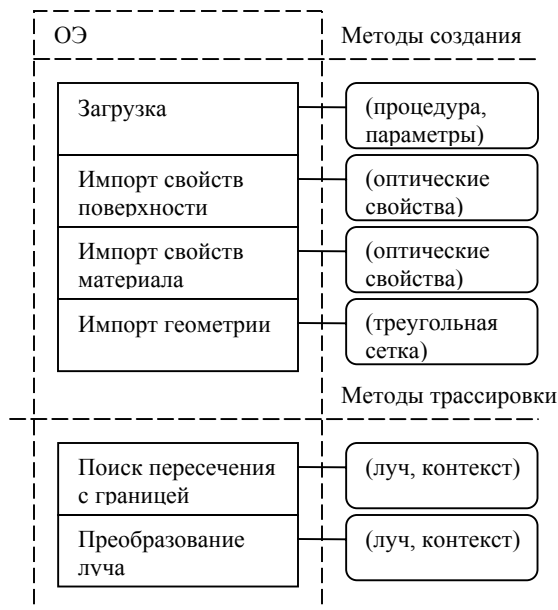 ОЭ
Методы создания
Загрузка
(процедура,
параметры)
Импорт свойств
поверхности
(оптические
свойства)
Импорт свойств
материала
(оптические
свойства)
Импорт геометрии
(треугольная
сетка)
Методы трассировки
Поиск пересечения
с границей
(луч, контекст)
Преобразование
луча
(луч, контекст)